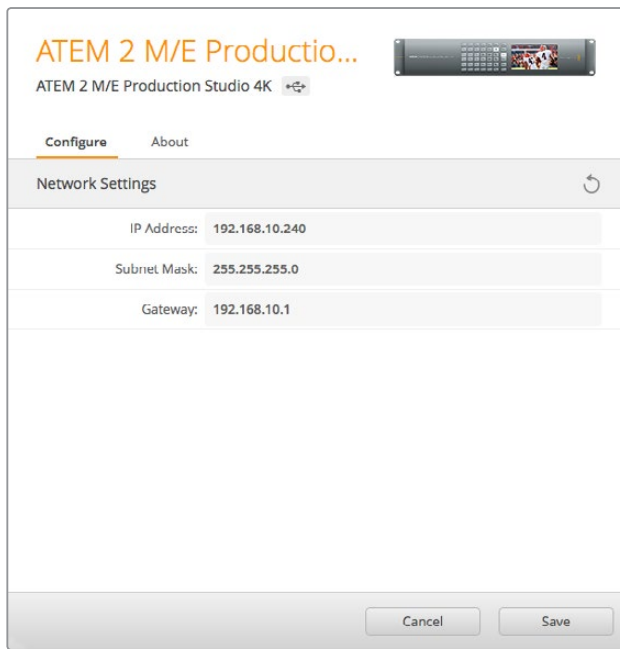 ATEM 2 M/E Productio...
ATEM 2 M/E Production Studio 4K
Configure About
Network Settings
IP Address: 192.168.10.240
Subnet Mask: 255.255.255.0
Gateway: 192.168.10.1
Cancel Save